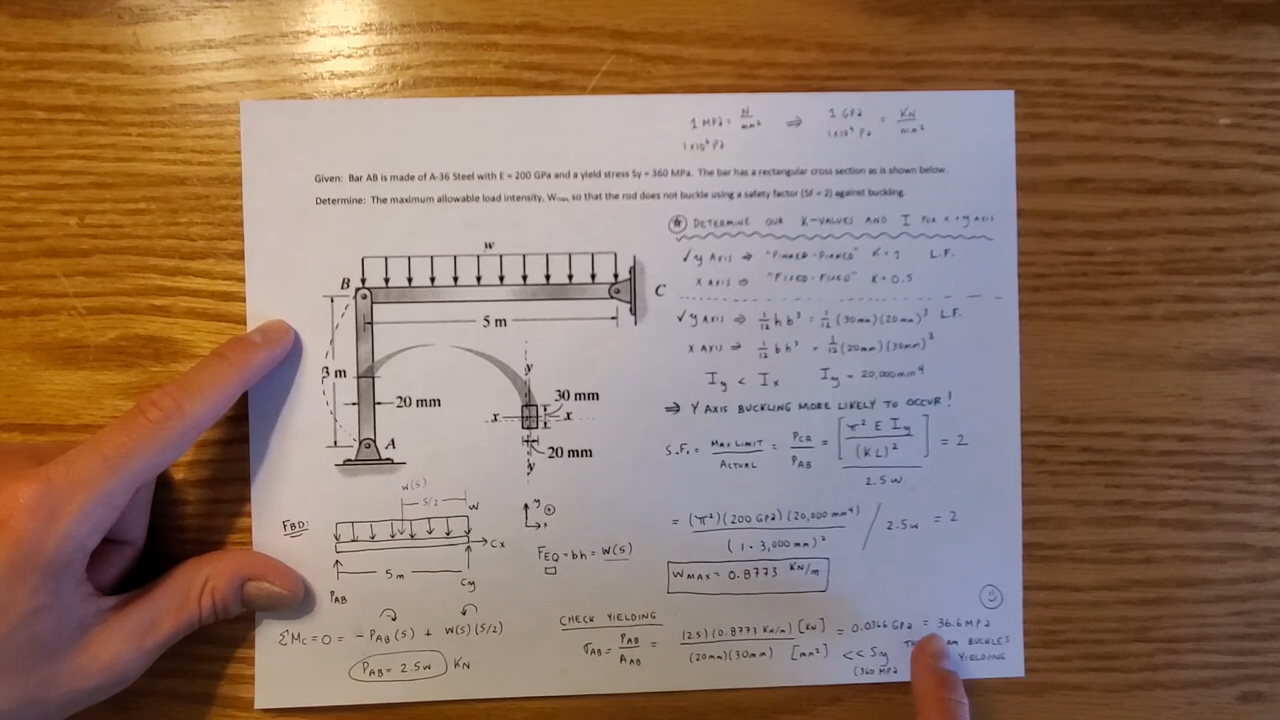 1 MPa = N/mm² ⇒ 1 GPa = KN/mm²
1x10⁶ Pa 1x10⁹ Pa
Given: Bar AB is made of A-36 Steel with E = 200 GPa and a yield stress Sy = 360 MPa. The bar has a rectangular cross section as is shown below.
Determine: The maximum allowable load intensity, Wmax, so that the rod does not buckle using a safety factor (SF = 2) against buckling.
w
B
C
5 m
3 m
20 mm
A
y
30 mm
x x
20 mm
y
FBD:
W(5)
5/2
W
Cx
5m
Cy
PAB
y
x
FEQ = bh = W(5)
ΣMc = 0 = -PAB(5) + W(5)(5/2)
PAB = 2.5W KN
DETERMINE OUR K-VALUES AND I FOR X+Y AXIS
✓ y AXIS ⇒ "PINNED-PINNED" K=1 L.F.
X AXIS ⇒ "FIXED-FIXED" K=0.5
✓ y AXIS ⇒ 1/12 h b³ = 1/12 (30mm)(20mm)³ L.F.
X AXIS ⇒ 1/12 b h³ = 1/12 (20mm)(30mm)³
Iy < Ix Iy = 20,000mm⁴
⇒ Y AXIS BUCKLING MORE LIKELY TO OCCUR!
S.F. = MAX LIMIT/ACTUAL = PCR/PAB = [π² E Iy/(KL)²]/2.5W = 2
= (π²)(200 GPa)(20,000 mm⁴)/(1·3,000mm)² / 2.5W = 2
WMAX = 0.8773 KN/m
CHECK YIELDING
σAB = PAB/AAB = (2.5)(0.8773 KN/m) [KN]/(20mm)(30mm) [mm²] = 0.0366 GPa = 36.6 MPa
<< Sy
(360 MPa
BUCKLES
YIELDING